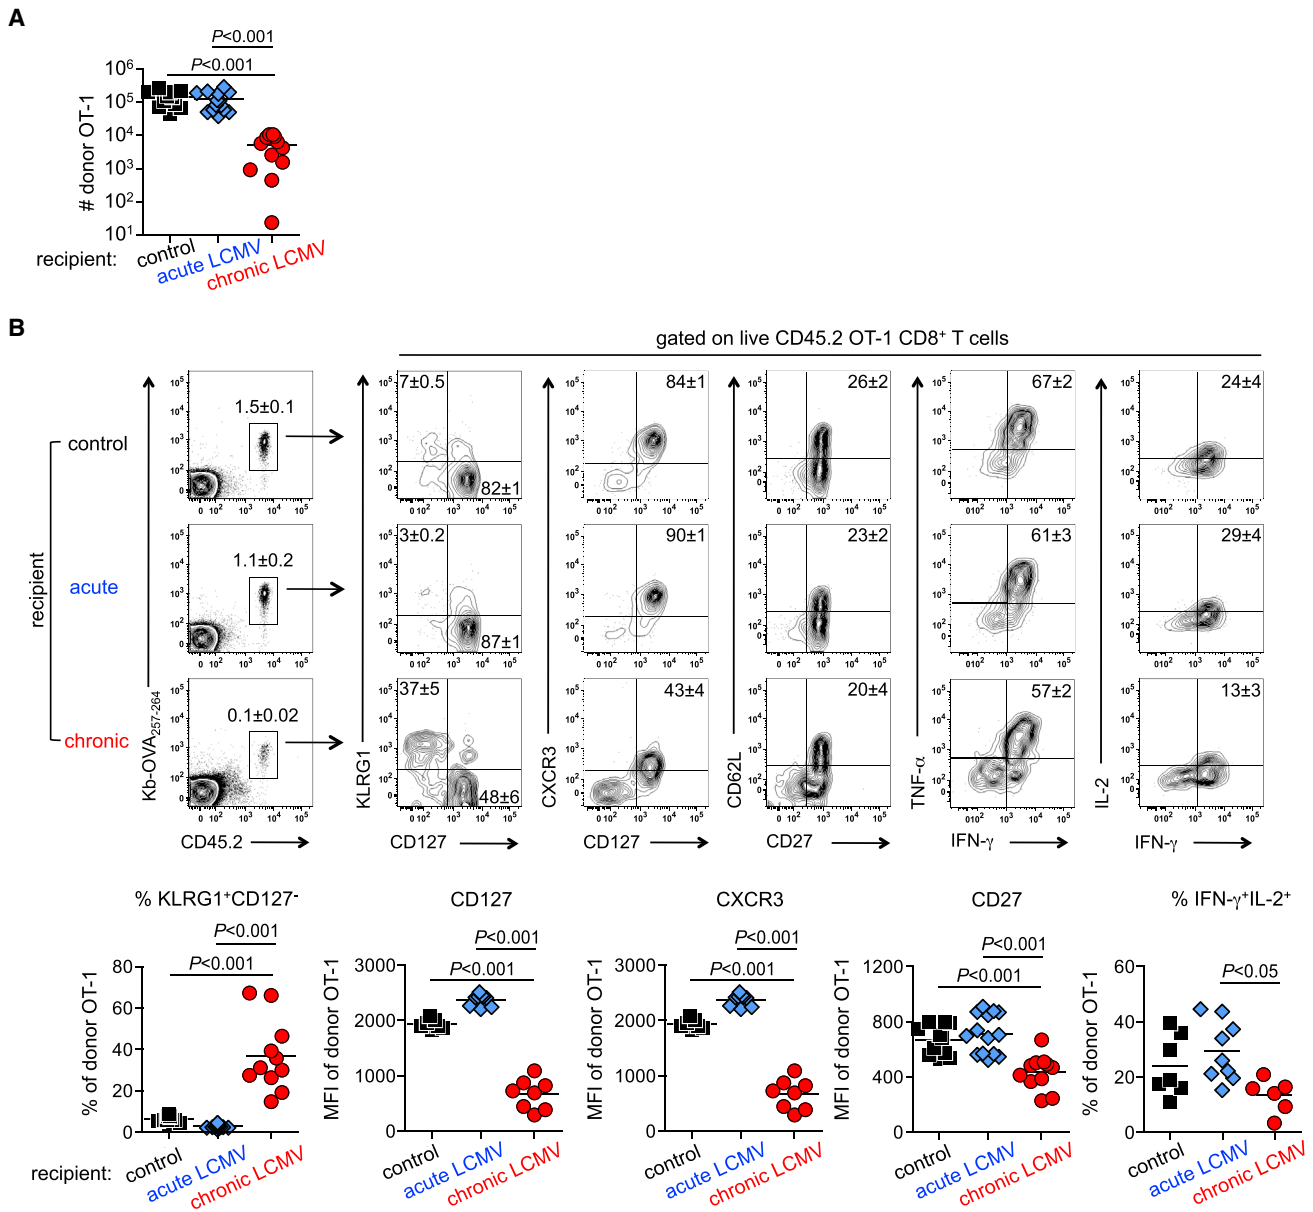 A
P<0.001
P<0.001
# donor OT-1
10⁶
10⁵
10⁴
10³
10²
10¹
recipient:
control
acute LCMV
chronic LCMV
B
gated on live CD45.2 OT-1 CD8⁺ T cells
recipient
control
acute
chronic
Kb-OVA₂₅₇₋₂₆₄
KLRG1
CXCR3
CD62L
TNF-α
IL-2
1.5±0.1
7±0.5
82±1
84±1
26±2
67±2
24±4
1.1±0.2
3±0.2
87±1
90±1
23±2
61±3
29±4
0.1±0.02
37±5
48±6
43±4
20±4
57±2
13±3
10⁵
10⁴
10³
10²
0
0 10² 10³ 10⁴ 10⁵
CD45.2
CD127
CD127
CD27
IFN-γ
IFN-γ
% KLRG1⁺CD127⁻
P<0.001
P<0.001
% of donor OT-1
80
60
40
20
0
recipient:
control
acute LCMV
chronic LCMV
CD127
P<0.001
P<0.001
MFI of donor OT-1
3000
2000
1000
0
control
acute LCMV
chronic LCMV
CXCR3
P<0.001
P<0.001
MFI of donor OT-1
3000
2000
1000
0
control
acute LCMV
chronic LCMV
CD27
P<0.001
P<0.001
MFI of donor OT-1
1200
800
400
0
control
acute LCMV
chronic LCMV
% IFN-γ⁺IL-2⁺
P<0.05
% of donor OT-1
60
40
20
0
control
acute LCMV
chronic LCMV